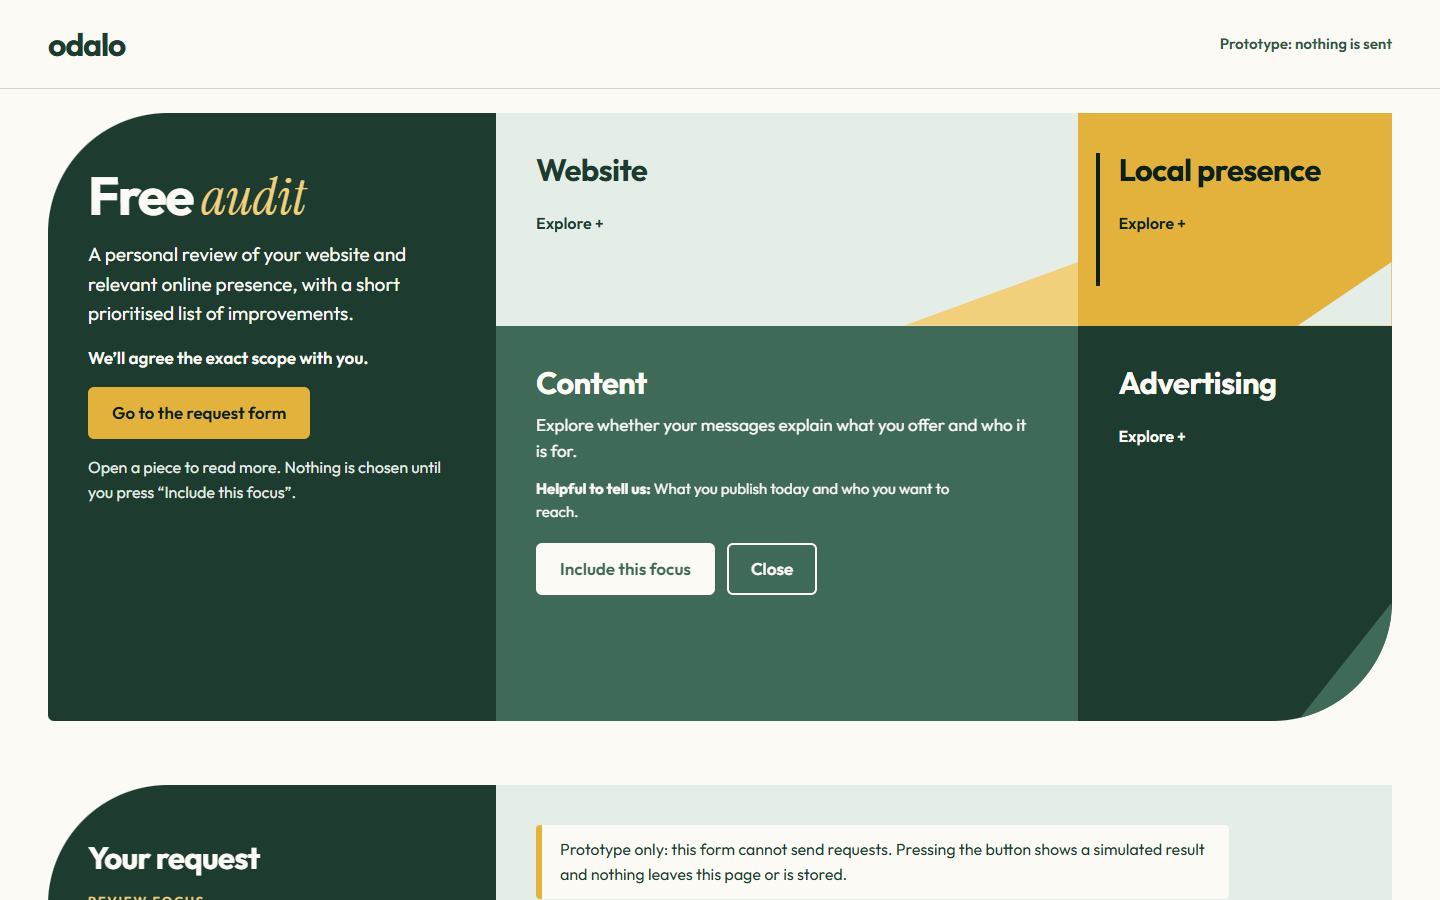 odalo
Prototype: nothing is sent
Free audit
A personal review of your website and
relevant online presence, with a short
prioritised list of improvements.
We’ll agree the exact scope with you.
Go to the request form
Open a piece to read more. Nothing is chosen until
you press “Include this focus”.
Website
Explore +
Local presence
Explore +
Content
Explore whether your messages explain what you offer and who it
is for.
Helpful to tell us: What you publish today and who you want to
reach.
Include this focus
Close
Advertising
Explore +
Your request
REVIEW FOCUS
Prototype only: this form cannot send requests. Pressing the button shows a simulated result
and nothing leaves this page or is stored.